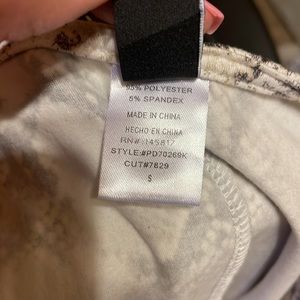 95% POLYESTER
5% SPANDEX
MADE IN CHINA
HECHO EN CHINA
RN#:145817
STYLE:#PD70269K
CUT#7829
S